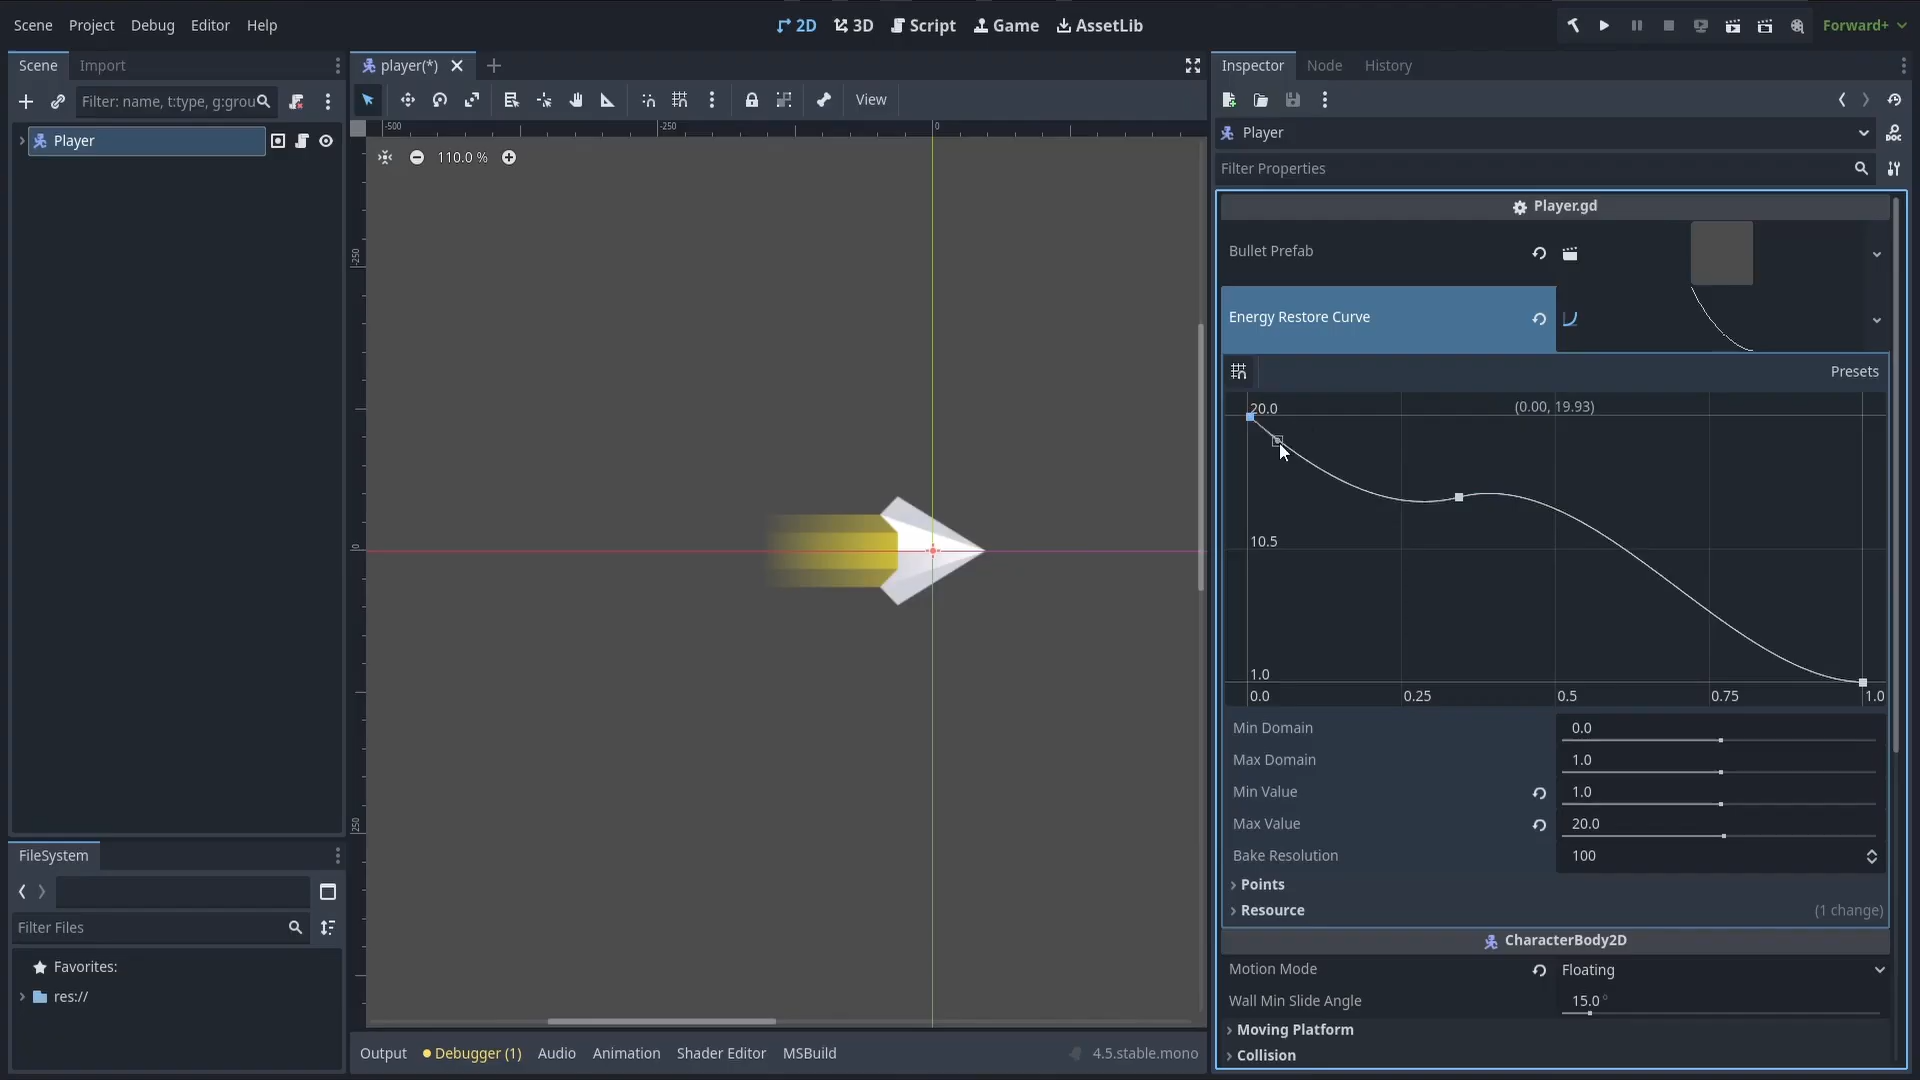 Scene Project Debug Editor Help
2D 3D Script Game AssetLib
Forward+
Scene Import
Filter: name, t:type, g:grou
Player
player(*)
View
-500 -250 0
110.0 %
-250
0
250
FileSystem
Filter Files
Favorites:
res://
Output Debugger (1) Audio Animation Shader Editor MSBuild 4.5.stable.mono
Inspector Node History
Player
Filter Properties
Player.gd
Bullet Prefab
Energy Restore Curve
Presets
20.0 (0.00, 19.93)
10.5
1.0
0.0 0.25 0.5 0.75 1.0
Min Domain 0.0
Max Domain 1.0
Min Value 1.0
Max Value 20.0
Bake Resolution 100
Points
Resource (1 change)
CharacterBody2D
Motion Mode Floating
Wall Min Slide Angle 15.0 °
Moving Platform
Collision